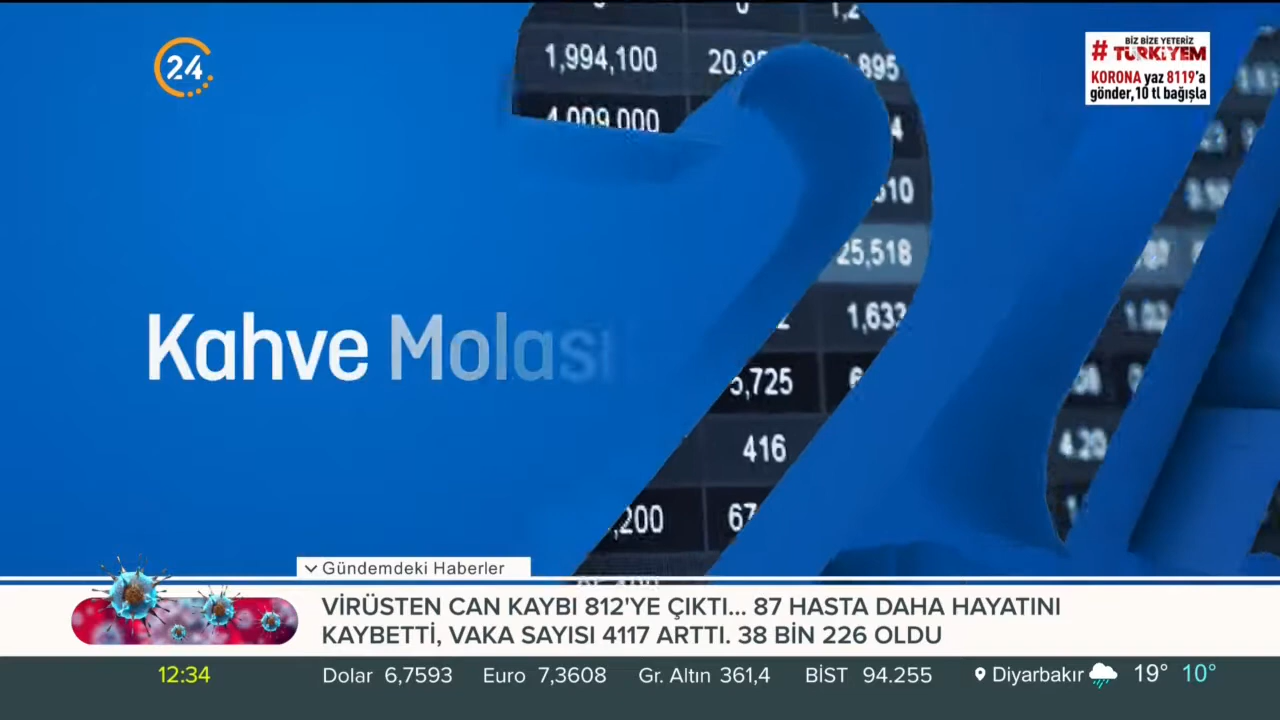 24
BİZ BİZE YETERİZ
# TÜRKİYEM
KORONA yaz 8119'a
gönder,10 tl bağışla
1,994,100
4,009,000
895
25,518
1,633
5,725
416
,200
Kahve Molası
Gündemdeki Haberler
VİRÜSTEN CAN KAYBI 812'YE ÇIKTI... 87 HASTA DAHA HAYATINI
KAYBETTİ, VAKA SAYISI 4117 ARTTI. 38 BİN 226 OLDU
12:34 Dolar 6,7593 Euro 7,3608 Gr. Altın 361,4 BİST 94.255 Diyarbakır 19° 10°